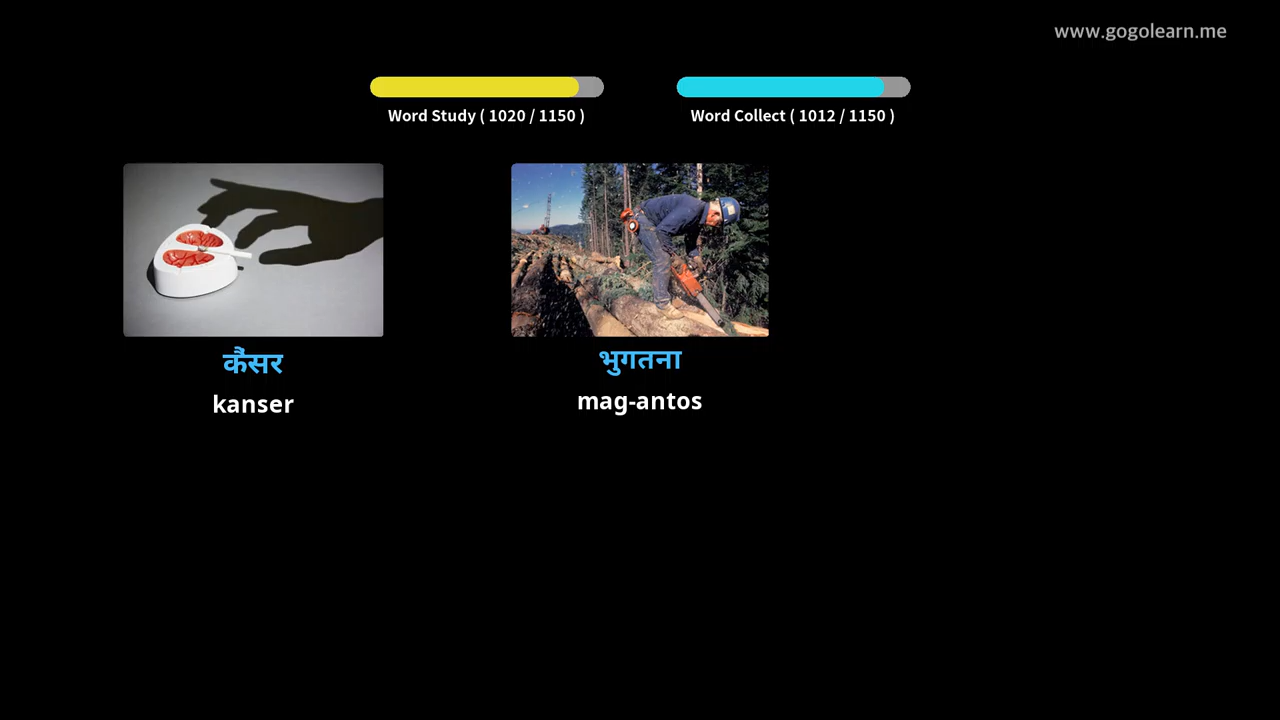 www.gogolearn.me
Word Study ( 1020 / 1150 )
Word Collect ( 1012 / 1150 )
कैंसर
kanser
भुगतना
mag-antos